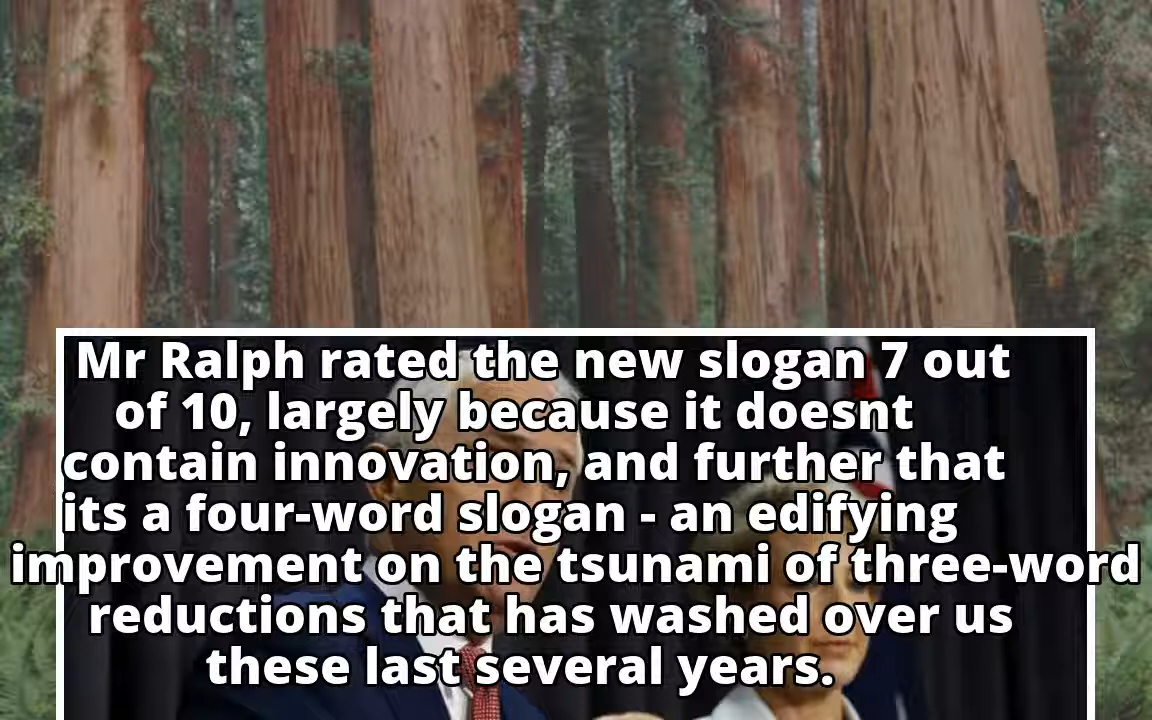 Mr Ralph rated the new slogan 7 out
of 10, largely because it doesnt
contain innovation, and further that
its a four-word slogan - an edifying
improvement on the tsunami of three-word
reductions that has washed over us
these last several years.